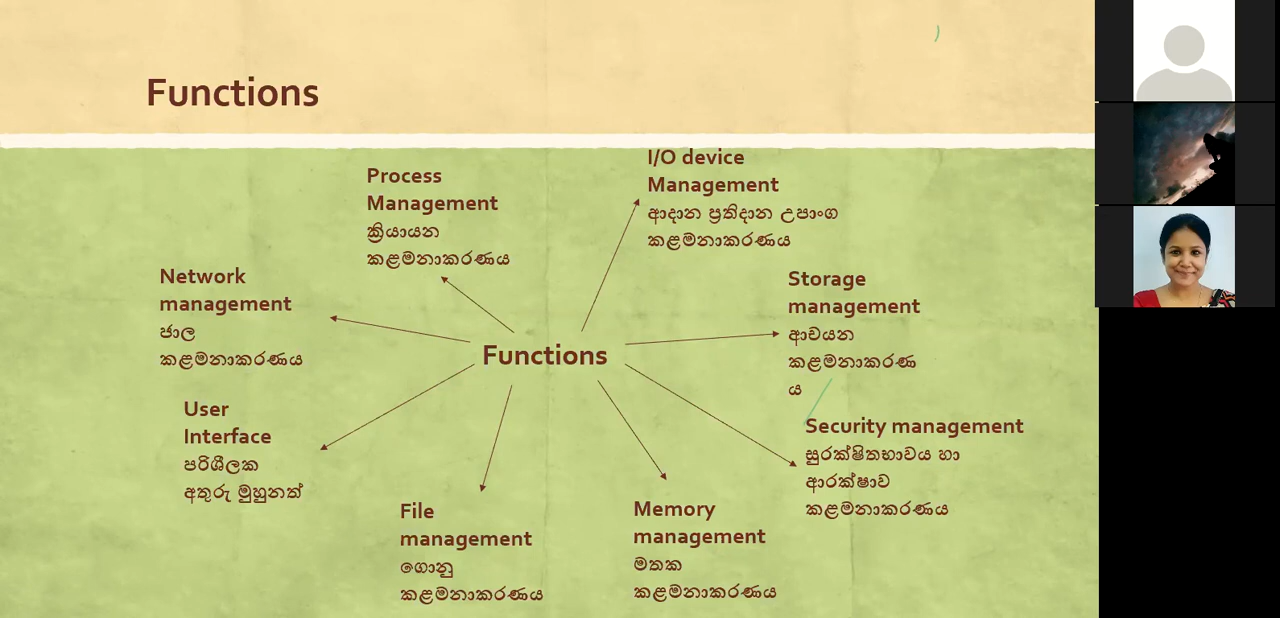 Functions
Process
Management
ක්‍රියායන
කළමනාකරණය
I/O device
Management
ආදාන ප්‍රතිදාන උපාංග
කළමනාකරණය
Network
management
ජාල
කළමනාකරණය
Storage
management
ආචයන
කළමනාකරණ
ය
Functions
User
Interface
පරිශීලක
අතුරු මුහුනත්
Security management
සුරක්ෂිතභාවය හා
ආරක්ෂාව
කළමනාකරණය
File
management
ගොනු
කළමනාකරණය
Memory
management
මතක
කළමනාකරණය